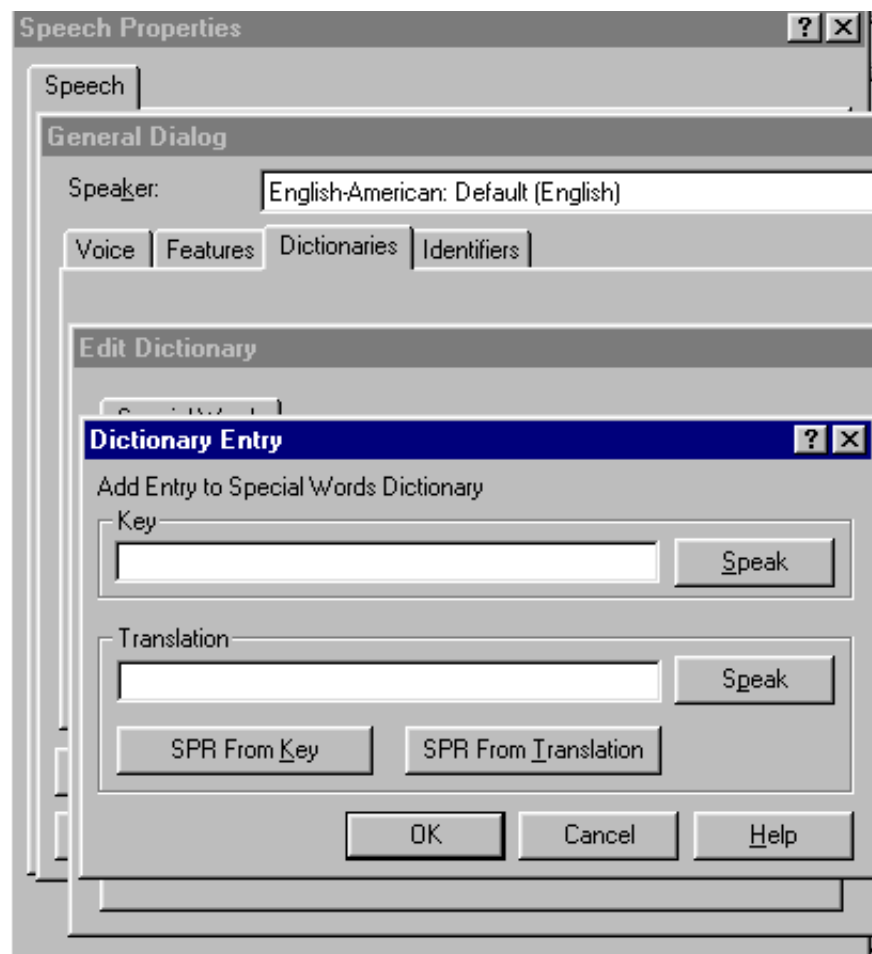 Speech Properties
Speech
General Dialog
Speaker: English-American: Default (English)
Voice Features Dictionaries Identifiers
Edit Dictionary
Dictionary Entry
Add Entry to Special Words Dictionary
Key
Speak
Translation
Speak
SPR From Key SPR From Translation
OK Cancel Help